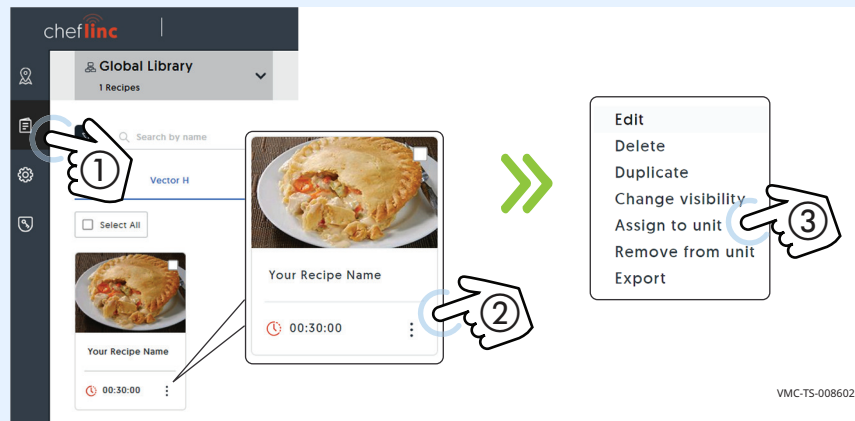 cheflinc
Global Library
1 Recipes
Search by name
Vector H
Select All
Your Recipe Name
00:30:00
1
Your Recipe Name
00:30:00
2
Edit
Delete
Duplicate
Change visibility
Assign to unit
Remove from unit
Export
3
VMC-TS-008602